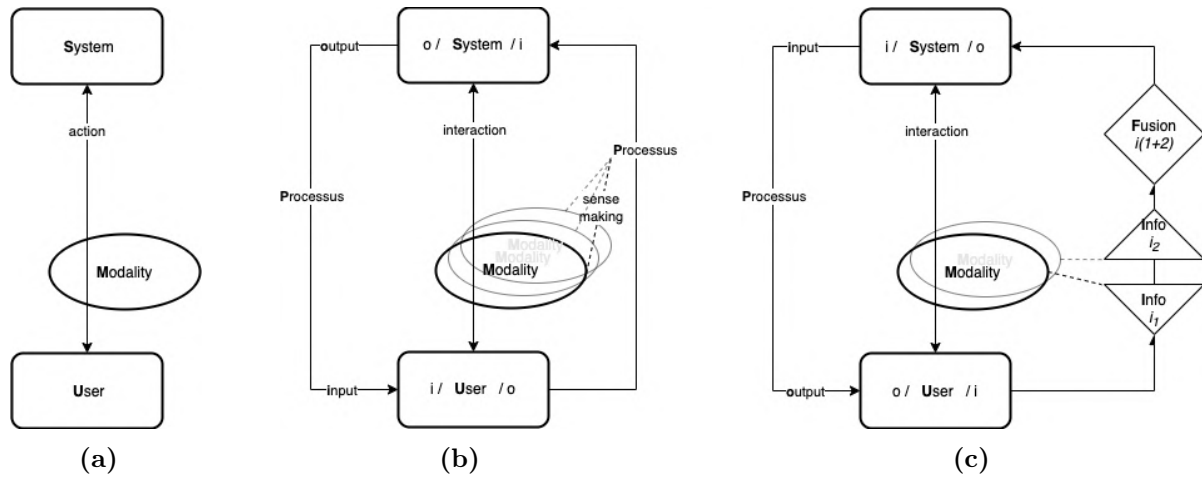 System
action
Modality
User
(a)
output
o / System / i
interaction
Processus
Processus
sense
making
Modality
Modality
Modality
input
i / User / o
(b)
input
i / System / o
interaction
Fusion
i(1+2)
Processus
Info
i2
Modality
Modality
Info
i1
output
o / User / i
(c)